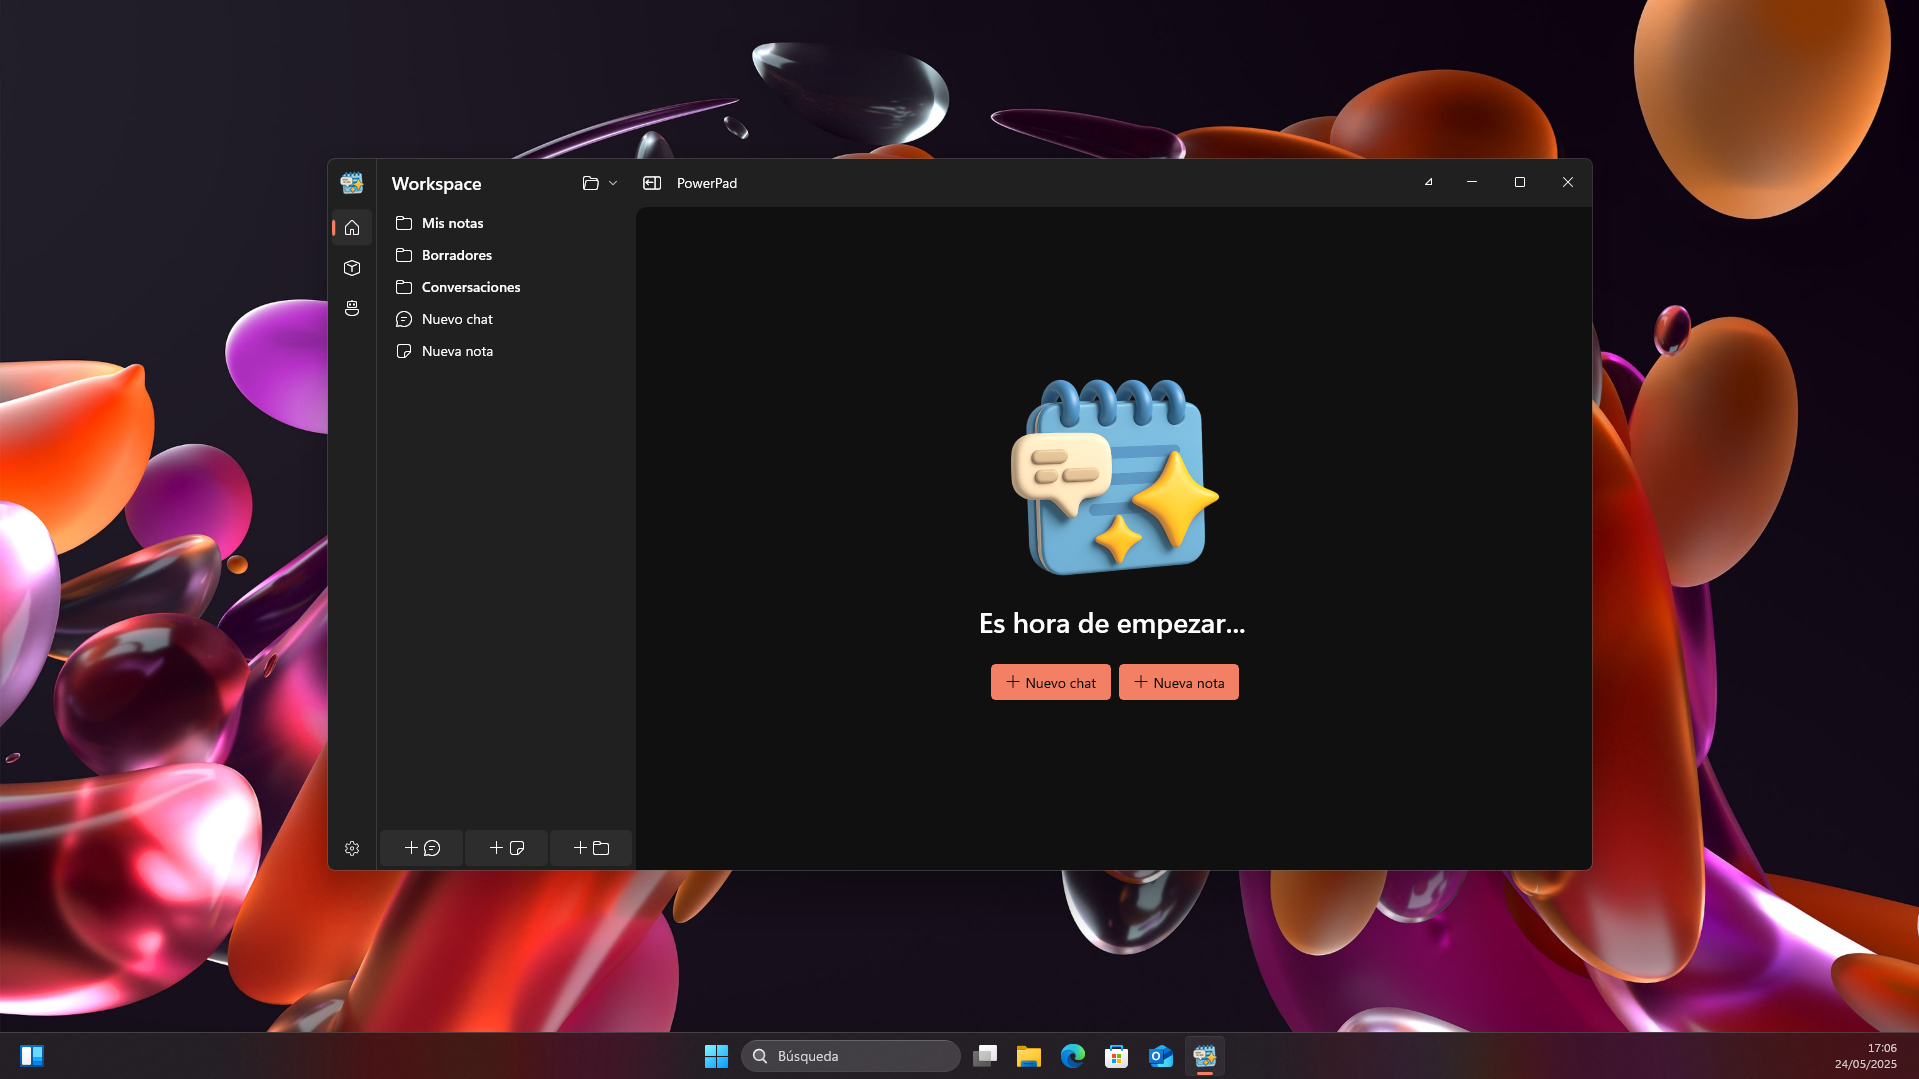 Workspace
PowerPad
Mis notas
Borradores
Conversaciones
Nuevo chat
Nueva nota
Es hora de empezar...
Nuevo chat
Nueva nota
Búsqueda
17:06
24/05/2025